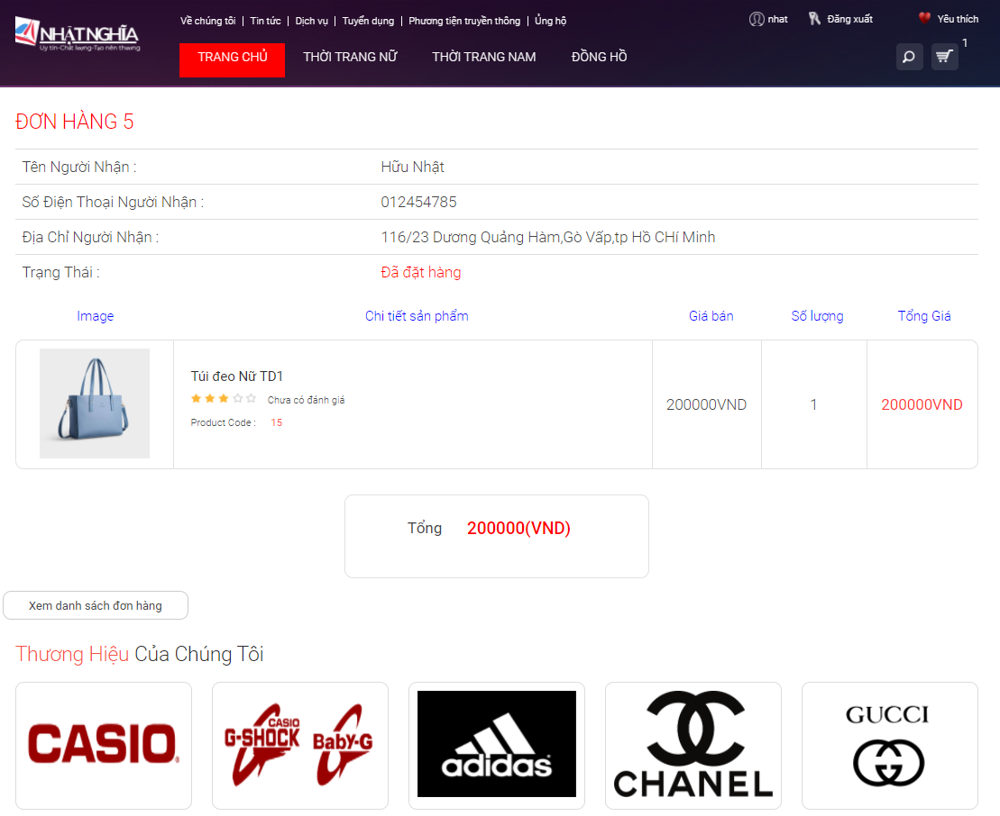 NHẬTNGHĨA
Uy tín-Chất lượng-Tạo nên thương
Về chúng tôi | Tin tức | Dịch vụ | Tuyển dụng | Phương tiện truyền thông | Ủng hộ
nhat Đăng xuất Yêu thích
TRANG CHỦ THỜI TRANG NỮ THỜI TRANG NAM ĐỒNG HỒ
1
ĐƠN HÀNG 5
Tên Người Nhận : Hữu Nhật
Số Điện Thoại Người Nhận : 012454785
Địa Chỉ Người Nhận : 116/23 Dương Quảng Hàm,Gò Vấp,tp Hồ CHí Minh
Trạng Thái : Đã đặt hàng
Image Chi tiết sản phẩm Giá bán Số lượng Tổng Giá
Túi đeo Nữ TD1
Chưa có đánh giá
Product Code : 15
200000VND 1 200000VND
Tổng 200000(VND)
Xem danh sách đơn hàng
Thương Hiệu Của Chúng Tôi
CASIO
CASIO
G-SHOCK BaBY-G
adidas
CHANEL
GUCCI